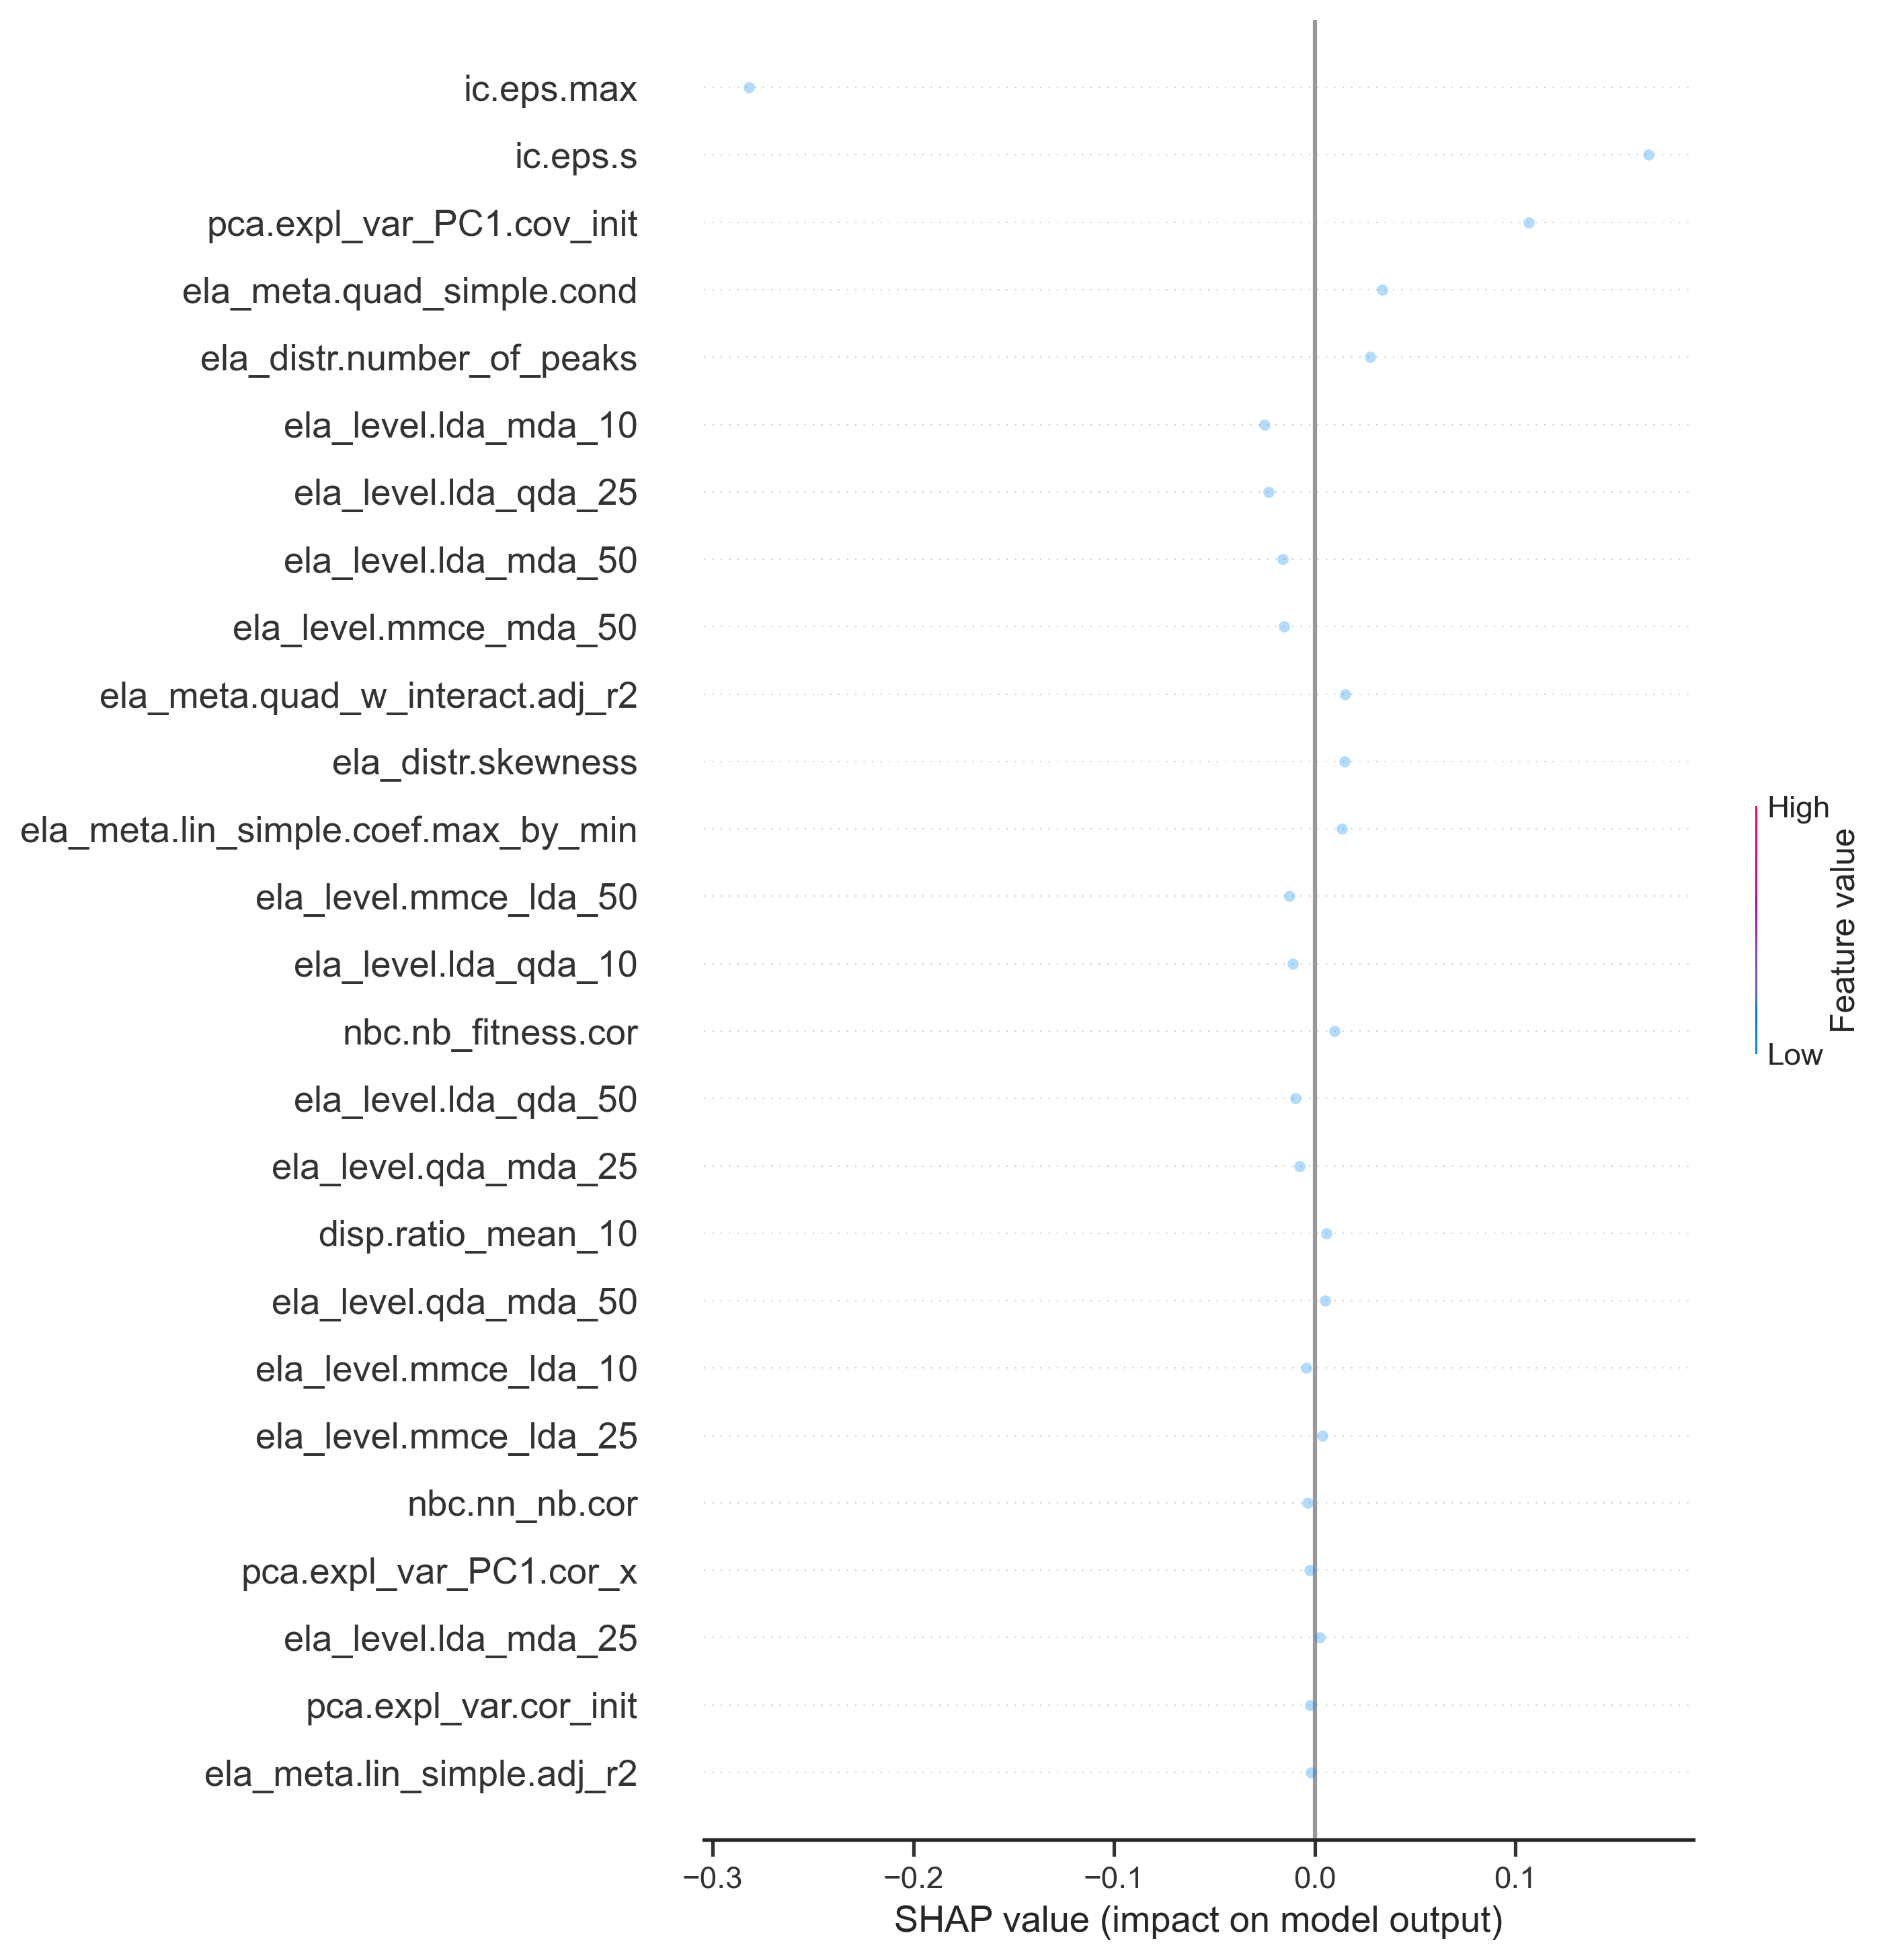 ic.eps.max
ic.eps.s
pca.expl_var_PC1.cov_init
ela_meta.quad_simple.cond
ela_distr.number_of_peaks
ela_level.lda_mda_10
ela_level.lda_qda_25
ela_level.lda_mda_50
ela_level.mmce_mda_50
ela_meta.quad_w_interact.adj_r2
ela_distr.skewness
ela_meta.lin_simple.coef.max_by_min
ela_level.mmce_lda_50
ela_level.lda_qda_10
nbc.nb_fitness.cor
ela_level.lda_qda_50
ela_level.qda_mda_25
disp.ratio_mean_10
ela_level.qda_mda_50
ela_level.mmce_lda_10
ela_level.mmce_lda_25
nbc.nn_nb.cor
pca.expl_var_PC1.cor_x
ela_level.lda_mda_25
pca.expl_var.cor_init
ela_meta.lin_simple.adj_r2
−0.3 −0.2 −0.1 0.0 0.1
SHAP value (impact on model output)
High
Feature value
Low